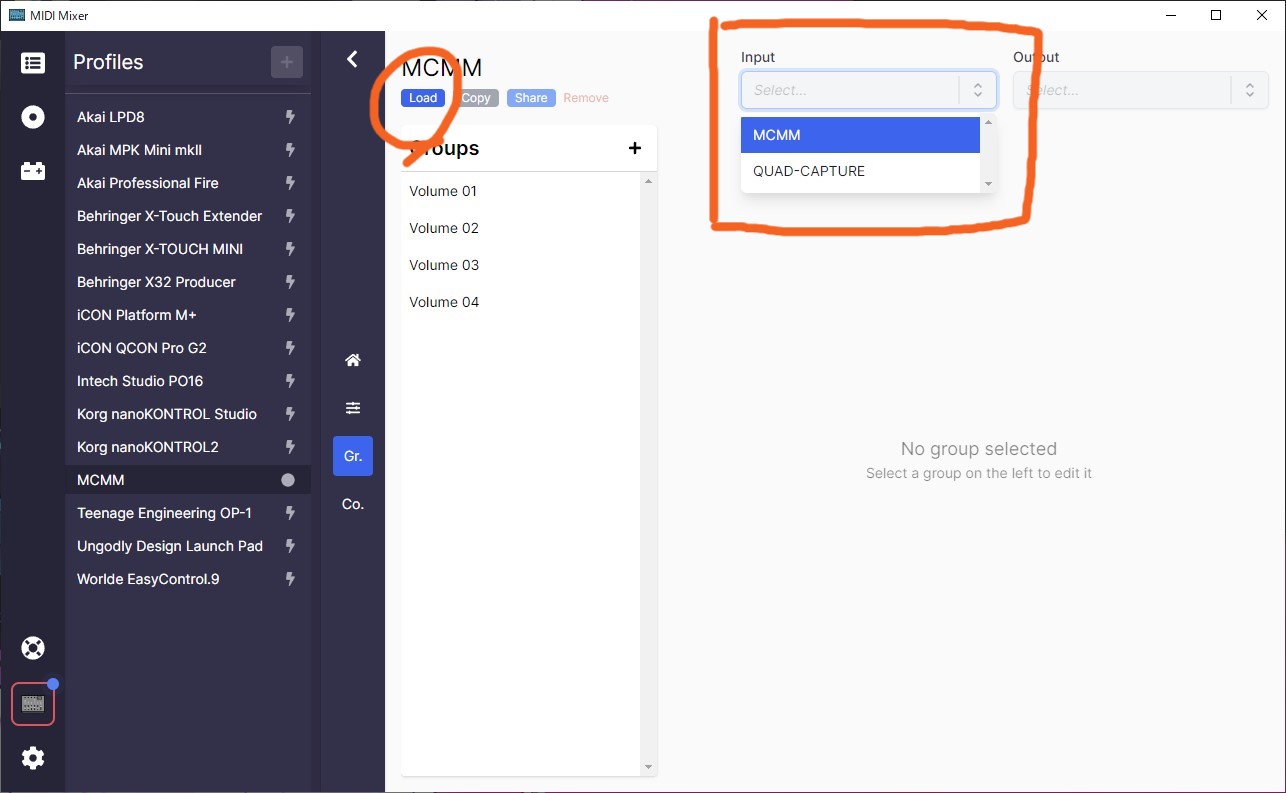 MIDI Mixer
Profiles
+
Akai LPD8
Akai MPK Mini mkII
Akai Professional Fire
Behringer X-Touch Extender
Behringer X-TOUCH MINI
Behringer X32 Producer
iCON Platform M+
iCON QCON Pro G2
Intech Studio PO16
Korg nanoKONTROL Studio
Korg nanoKONTROL2
MCMM
Teenage Engineering OP-1
Ungodly Design Launch Pad
Worlde EasyControl.9
Gr.
Co.
MCMM
Load Copy Share Remove
Groups +
Volume 01
Volume 02
Volume 03
Volume 04
Input
Select...
MCMM
QUAD-CAPTURE
Output
Select...
No group selected
Select a group on the left to edit it